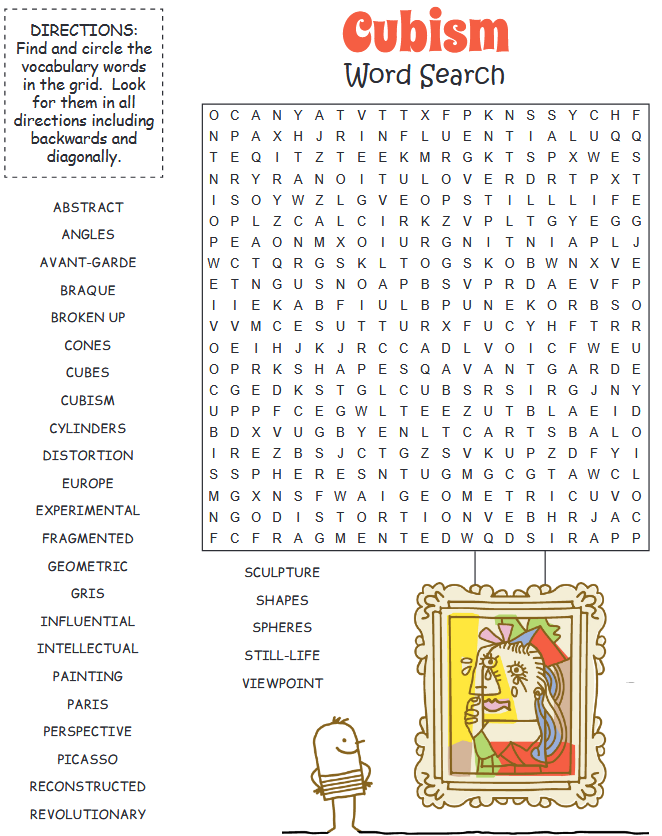 Cubism
Word Search
DIRECTIONS:
Find and circle the
vocabulary words
in the grid.  Look
for them in all
directions including
backwards and
diagonally.
O C A N Y A T V T T X F P K N S S Y C H F
N P A X H J R I N F L U E N T I A L U Q Q
T E Q I T Z T E E K M R G K T S P X W E S
N R Y R A N O I T U L O V E R D R T P X T
I S O Y W Z L G V E O P S T I L L L I F E
O P L Z C A L C I R K Z V P L T G Y E G G
P E A O N M X O I U R G N I T N I A P L J
W C T Q R G S K L T O G S K O B W N X V E
E T N G U S N O A P B S V P R D A E V F P
I I E K A B F I U L B P U N E K O R B S O
V V M C E S U T T U R X F U C Y H F T R R
O E I H J K J R C C A D L V O I C F W E U
O P R K S H A P E S Q A V A N T G A R D E
C G E D K S T G L C U B S R S I R G J N Y
U P P F C E G W L T E E Z U T B L A E I D
B D X V U G B Y E N L T C A R T S B A L O
I R E Z B S J C T G Z S V K U P Z D F Y I
S S P H E R E S N T U G M G C G T A W C L
M G X N S F W A I G E O M E T R I C U V O
N G O D I S T O R T I O N V E B H R J A C
F C F R A G M E N T E D W Q D S I R A P P
ABSTRACT
ANGLES
AVANT-GARDE
BRAQUE
BROKEN UP
CONES
CUBES
CUBISM
CYLINDERS
DISTORTION
EUROPE
EXPERIMENTAL
FRAGMENTED
GEOMETRIC
GRIS
INFLUENTIAL
INTELLECTUAL
PAINTING
PARIS
PERSPECTIVE
PICASSO
RECONSTRUCTED
REVOLUTIONARY
SCULPTURE
SHAPES
SPHERES
STILL-LIFE
VIEWPOINT